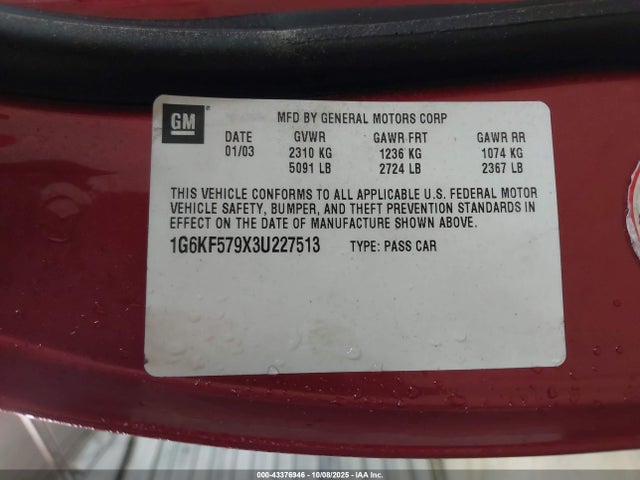 GM
MFD BY GENERAL MOTORS CORP
DATE GVWR GAWR FRT GAWR RR
01/03 2310 KG 1236 KG 1074 KG
5091 LB 2724 LB 2367 LB
THIS VEHICLE CONFORMS TO ALL APPLICABLE U.S. FEDERAL MOTOR
VEHICLE SAFETY, BUMPER, AND THEFT PREVENTION STANDARDS IN
EFFECT ON THE DATE OF MANUFACTURE SHOWN ABOVE.
1G6KF579X3U227513 TYPE: PASS CAR
000-43376946 - 10/08/2025 - IAA Inc.